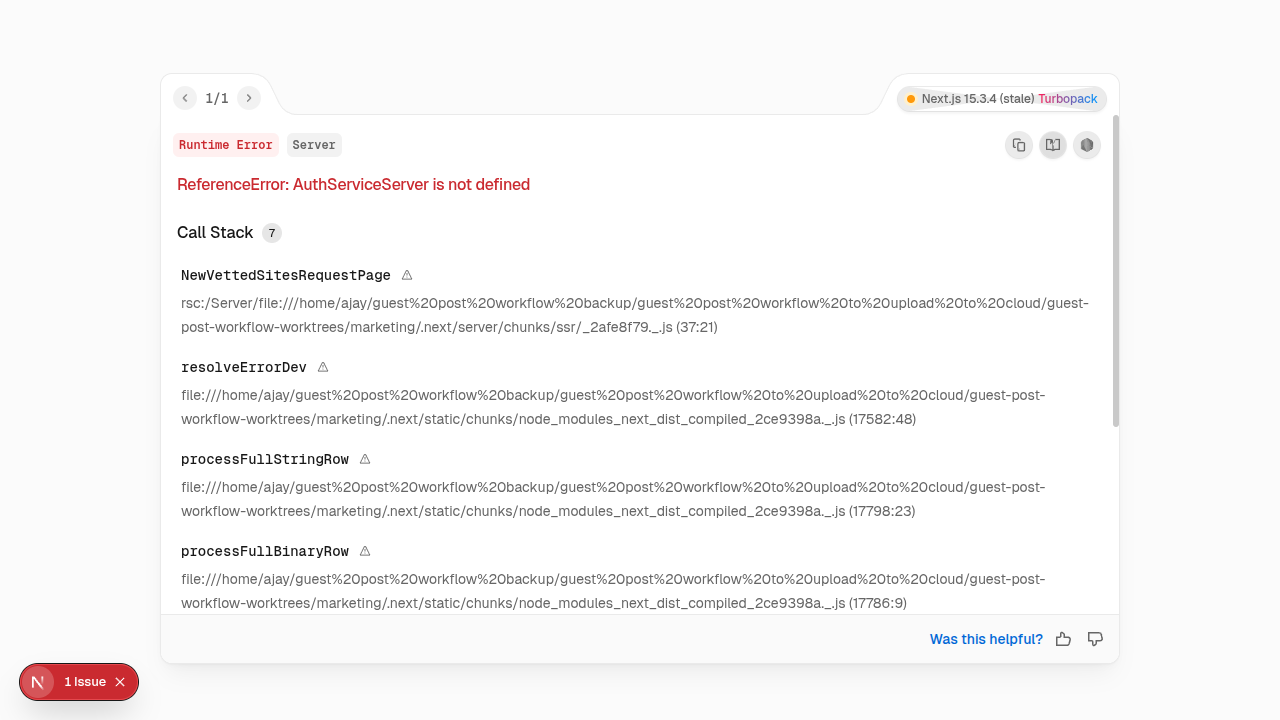 1/1
Next.js 15.3.4 (stale) Turbopack
Runtime Error
Server
ReferenceError: AuthServiceServer is not defined
Call Stack 7
NewVettedSitesRequestPage
rsc:/Server/file:///home/ajay/guest%20post%20workflow%20backup/guest%20post%20workflow%20to%20upload%20to%20cloud/guest-
post-workflow-worktrees/marketing/.next/server/chunks/ssr/_2afe8f79._.js (37:21)
resolveErrorDev
file:///home/ajay/guest%20post%20workflow%20backup/guest%20post%20workflow%20to%20upload%20to%20cloud/guest-post-
workflow-worktrees/marketing/.next/static/chunks/node_modules_next_dist_compiled_2ce9398a._.js (17582:48)
processFullStringRow
file:///home/ajay/guest%20post%20workflow%20backup/guest%20post%20workflow%20to%20upload%20to%20cloud/guest-post-
workflow-worktrees/marketing/.next/static/chunks/node_modules_next_dist_compiled_2ce9398a._.js (17798:23)
processFullBinaryRow
file:///home/ajay/guest%20post%20workflow%20backup/guest%20post%20workflow%20to%20upload%20to%20cloud/guest-post-
workflow-worktrees/marketing/.next/static/chunks/node_modules_next_dist_compiled_2ce9398a._.js (17786:9)
Was this helpful?
1 Issue